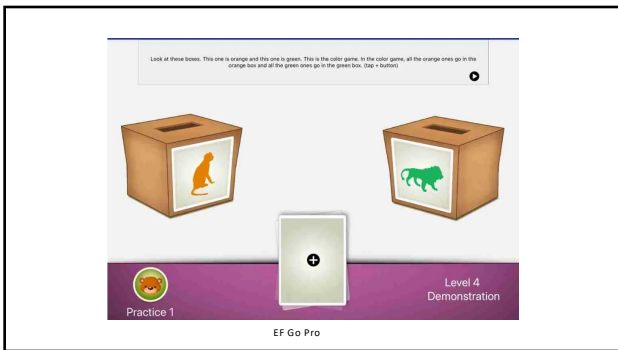 Look at these boxes. This one is orange and this one is green. This is the color game. In the color game, all the orange ones go in the
orange box and all the green ones go in the green box. (tap + button)
Practice 1
Level 4
Demonstration
EF Go Pro